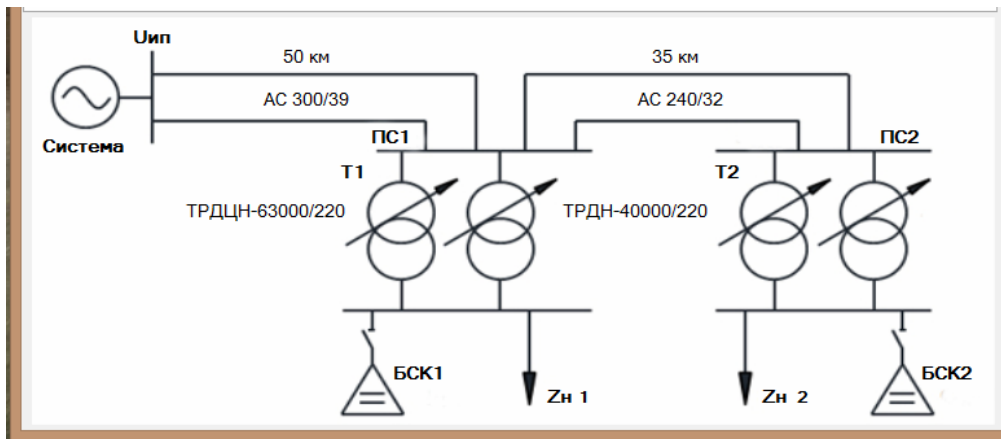 Uип
50 км
35 км
АС 300/39
АС 240/32
Система
ПС1
ПС2
Т1
Т2
ТРДЦН-63000/220
ТРДН-40000/220
БСК1
Zн 1
Zн 2
БСК2